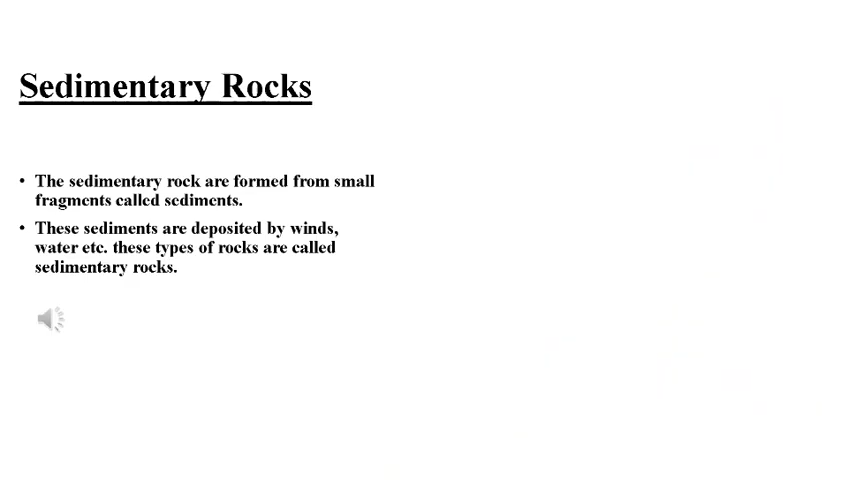 Sedimentary Rocks
• The sedimentary rock are formed from small
fragments called sediments.
• These sediments are deposited by winds,
water etc. these types of rocks are called
sedimentary rocks.